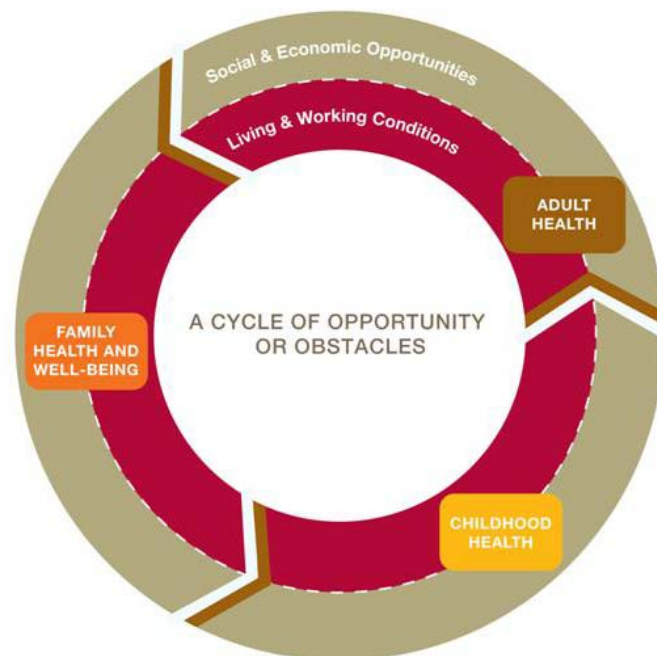 Social & Economic Opportunities
Living & Working Conditions
ADULT
HEALTH
A CYCLE OF OPPORTUNITY
OR OBSTACLES
FAMILY
HEALTH AND
WELL-BEING
CHILDHOOD
HEALTH